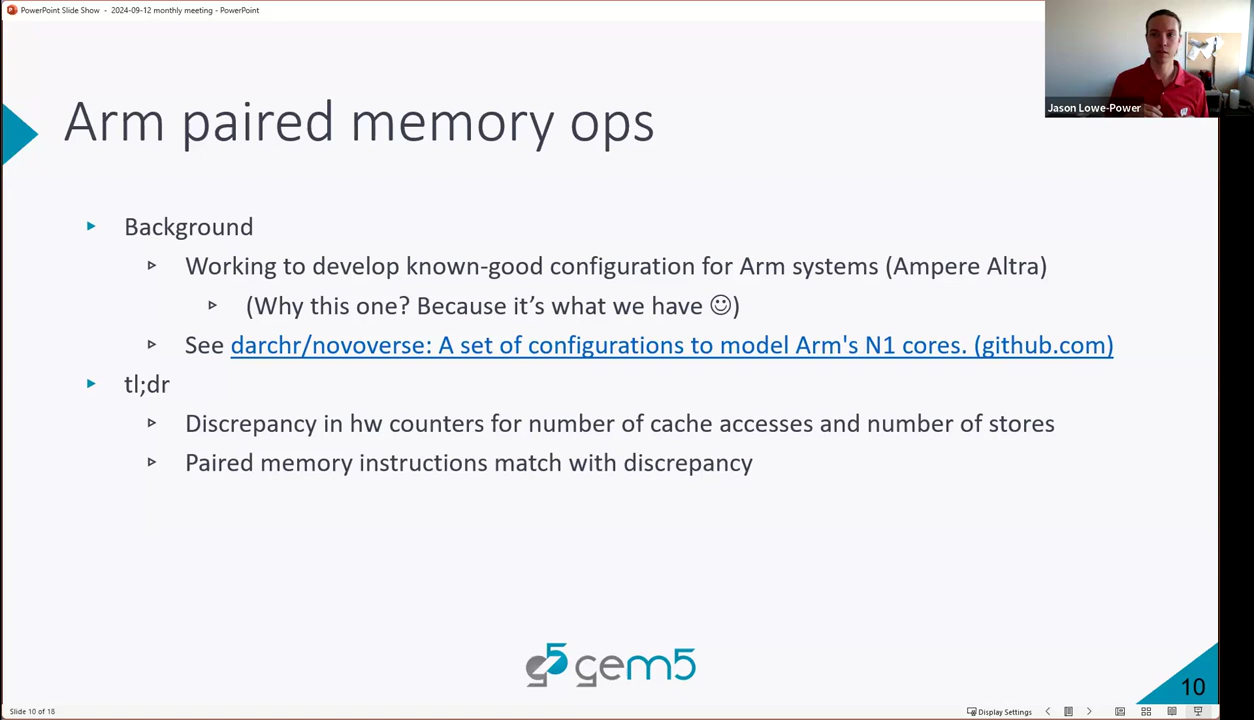 PowerPoint Slide Show - 2024-09-12 monthly meeting - PowerPoint
Jason Lowe-Power
Arm paired memory ops
Background
Working to develop known-good configuration for Arm systems (Ampere Altra)
(Why this one? Because it's what we have ☺)
See darchr/novoverse: A set of configurations to model Arm's N1 cores. (github.com)
tl;dr
Discrepancy in hw counters for number of cache accesses and number of stores
Paired memory instructions match with discrepancy
g5 gem5
10
Slide 10 of 18
Display Settings